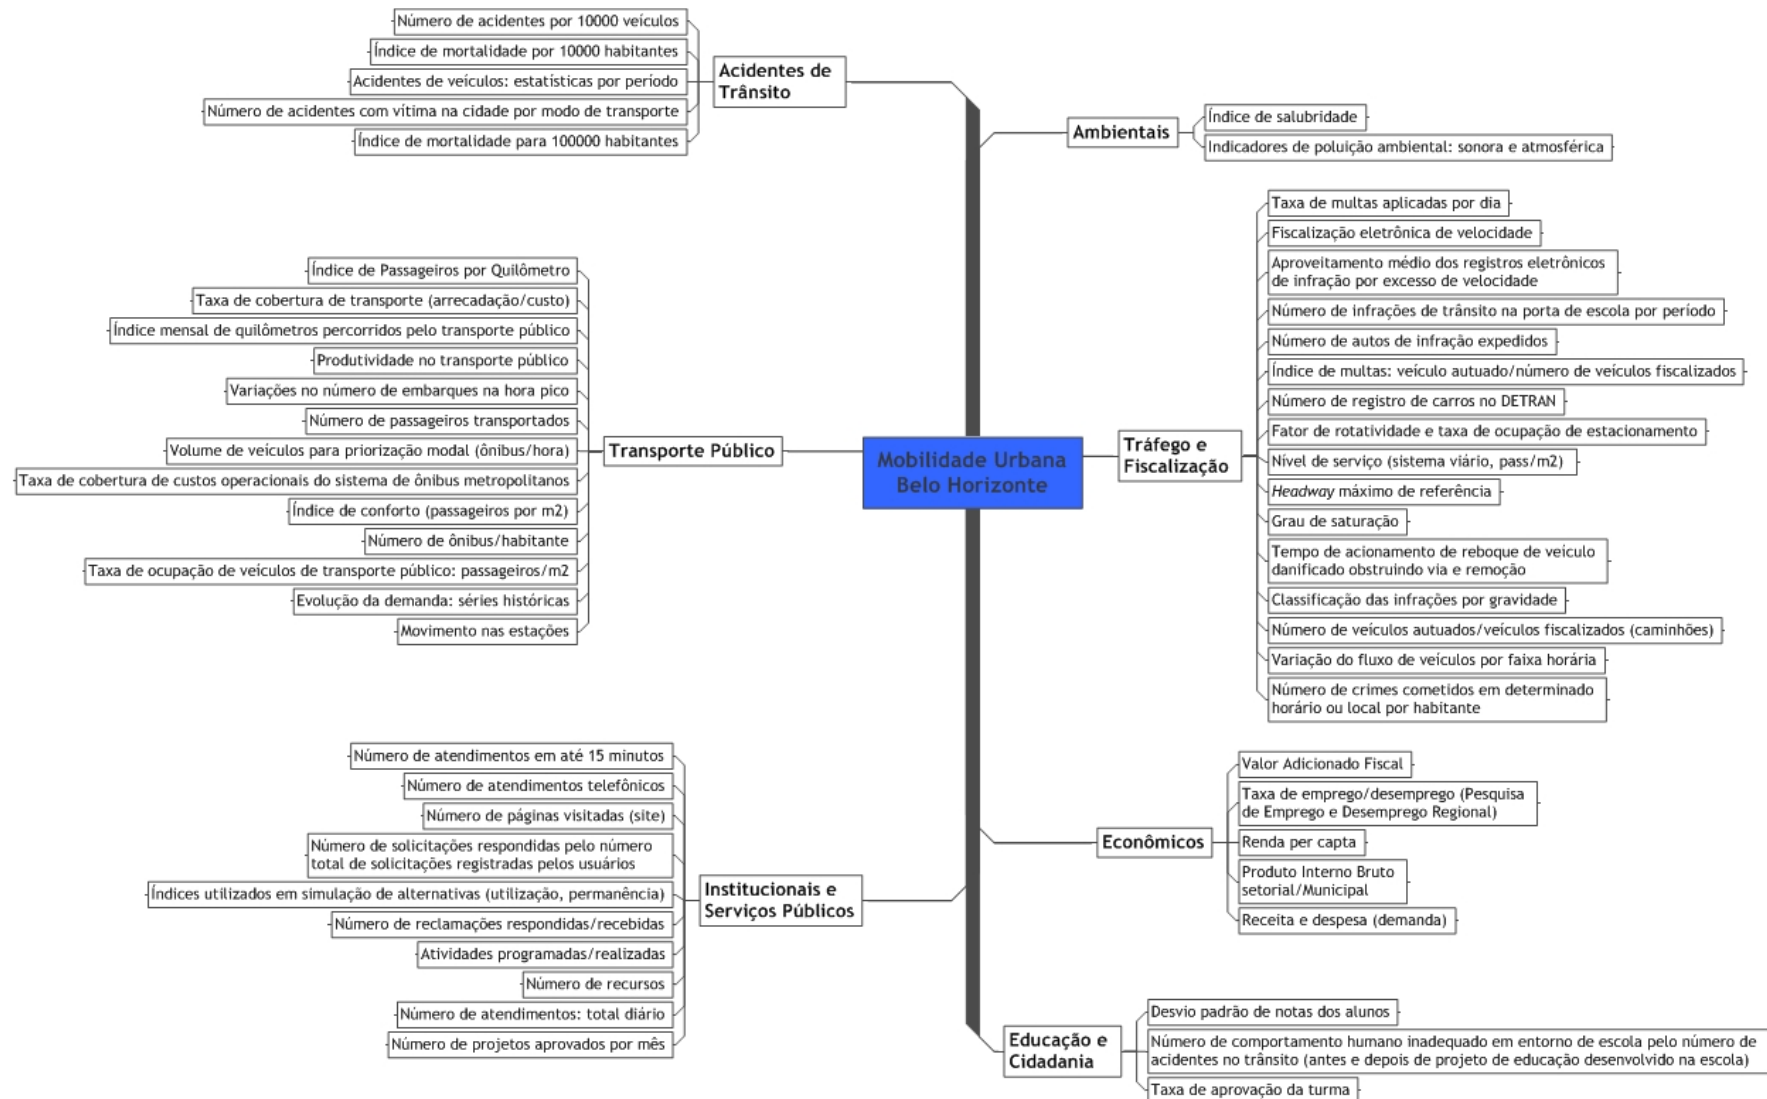 Número de acidentes por 10000 veículos
Índice de mortalidade por 10000 habitantes
Acidentes de veículos: estatísticas por período
Número de acidentes com vítima na cidade por modo de transporte
Índice de mortalidade para 100000 habitantes
Acidentes de
Trânsito
Índice de Passageiros por Quilômetro
Taxa de cobertura de transporte (arrecadação/custo)
Índice mensal de quilômetros percorridos pelo transporte público
Produtividade no transporte público
Variações no número de embarques na hora pico
Número de passageiros transportados
Volume de veículos para priorização modal (ônibus/hora)
Taxa de cobertura de custos operacionais do sistema de ônibus metropolitanos
Índice de conforto (passageiros por m2)
Número de ônibus/habitante
Taxa de ocupação de veículos de transporte público: passageiros/m2
Evolução da demanda: séries históricas
Movimento nas estações
Transporte Público
Número de atendimentos em até 15 minutos
Número de atendimentos telefônicos
Número de páginas visitadas (site)
Número de solicitações respondidas pelo número
total de solicitações registradas pelos usuários
Índices utilizados em simulação de alternativas (utilização, permanência)
Número de reclamações respondidas/recebidas
Atividades programadas/realizadas
Número de recursos
Número de atendimentos: total diário
Número de projetos aprovados por mês
Institucionais e
Serviços Públicos
Mobilidade Urbana
Belo Horizonte
Ambientais
Índice de salubridade
Indicadores de poluição ambiental: sonora e atmosférica
Tráfego e
Fiscalização
Taxa de multas aplicadas por dia
Fiscalização eletrônica de velocidade
Aproveitamento médio dos registros eletrônicos
de infração por excesso de velocidade
Número de infrações de trânsito na porta de escola por período
Número de autos de infração expedidos
Índice de multas: veículo autuado/número de veículos fiscalizados
Número de registro de carros no DETRAN
Fator de rotatividade e taxa de ocupação de estacionamento
Nível de serviço (sistema viário, pass/m2)
Headway máximo de referência
Grau de saturação
Tempo de acionamento de reboque de veículo
danificado obstruindo via e remoção
Classificação das infrações por gravidade
Número de veículos autuados/veículos fiscalizados (caminhões)
Variação do fluxo de veículos por faixa horária
Número de crimes cometidos em determinado
horário ou local por habitante
Econômicos
Valor Adicionado Fiscal
Taxa de emprego/desemprego (Pesquisa
de Emprego e Desemprego Regional)
Renda per capta
Produto Interno Bruto
setorial/Municipal
Receita e despesa (demanda)
Educação e
Cidadania
Desvio padrão de notas dos alunos
Número de comportamento humano inadequado em entorno de escola pelo número de
acidentes no trânsito (antes e depois de projeto de educação desenvolvido na escola)
Taxa de aprovação da turma